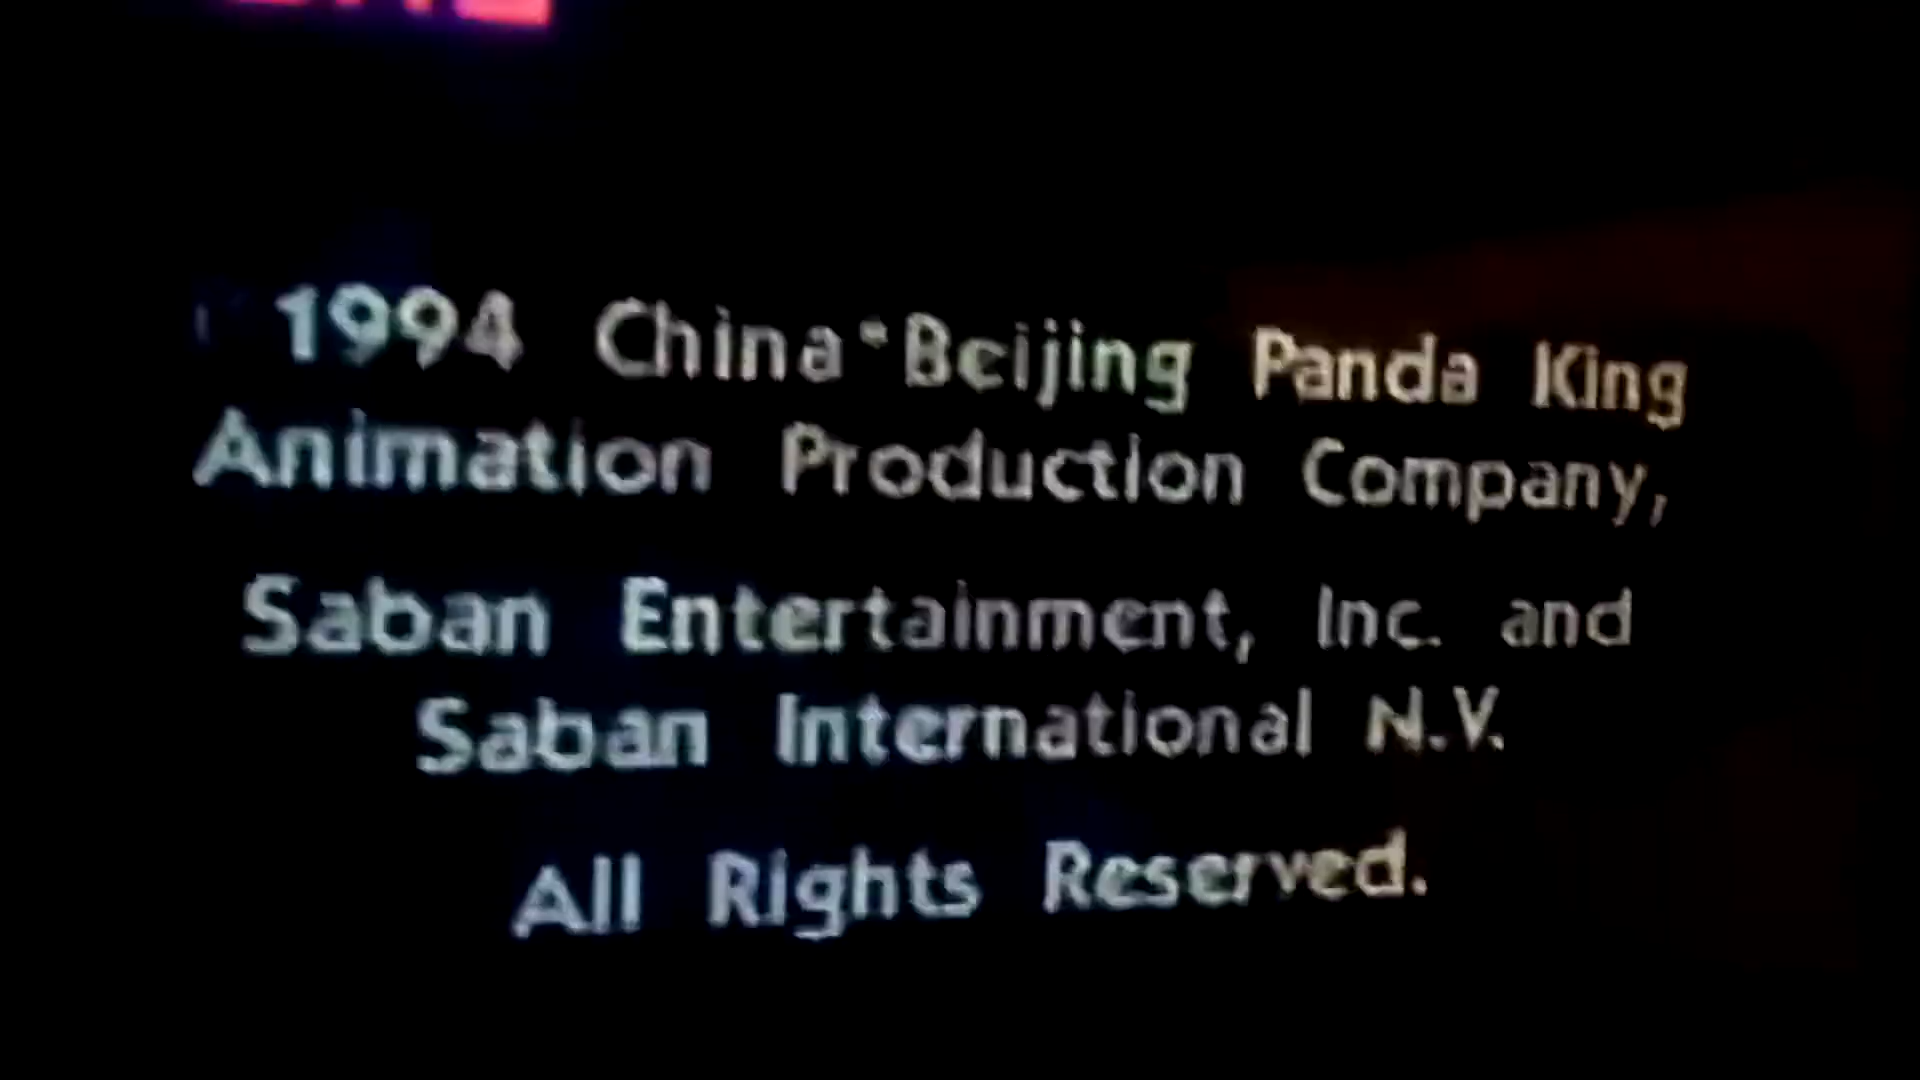 1994 China·Beijing Panda King
Animation Production Company,
Saban Entertainment, Inc. and
Saban International N.V.
All Rights Reserved.